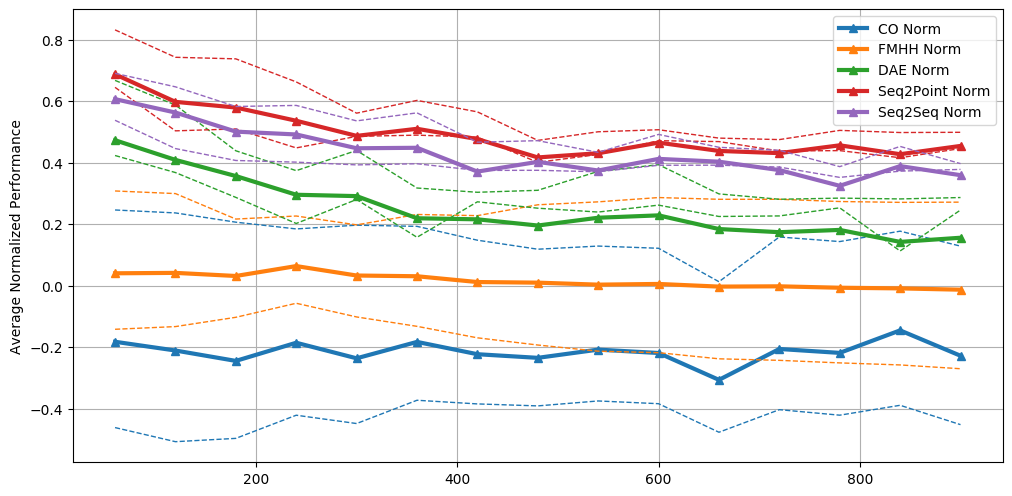 Average Normalized Performance
0.8
0.6
0.4
0.2
0.0
−0.2
−0.4
200
400
600
800
CO Norm
FMHH Norm
DAE Norm
Seq2Point Norm
Seq2Seq Norm